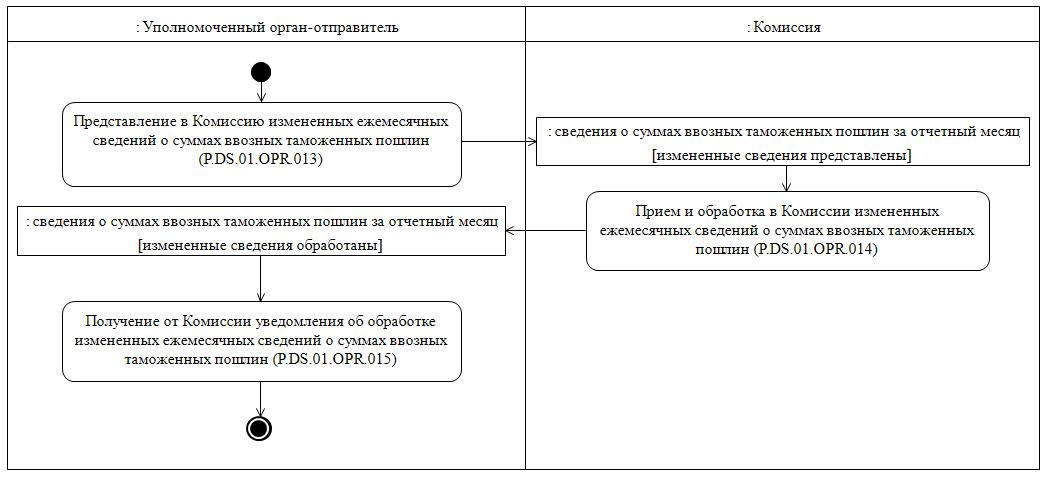 : Уполномоченный орган-отправитель
: Комиссия
Представление в Комиссию измененных ежемесячных
сведений о суммах ввозных таможенных пошлин
(P.DS.01.OPR.013)
: сведения о суммах ввозных таможенных пошлин за отчетный месяц
[измененные сведения представлены]
Прием и обработка в Комиссии измененных
ежемесячных сведений о суммах ввозных таможенных
пошлин (P.DS.01.OPR.014)
: сведения о суммах ввозных таможенных пошлин за отчетный месяц
[измененные сведения обработаны]
Получение от Комиссии уведомления об обработке
измененных ежемесячных сведений о суммах ввозных
таможенных пошлин (P.DS.01.OPR.015)